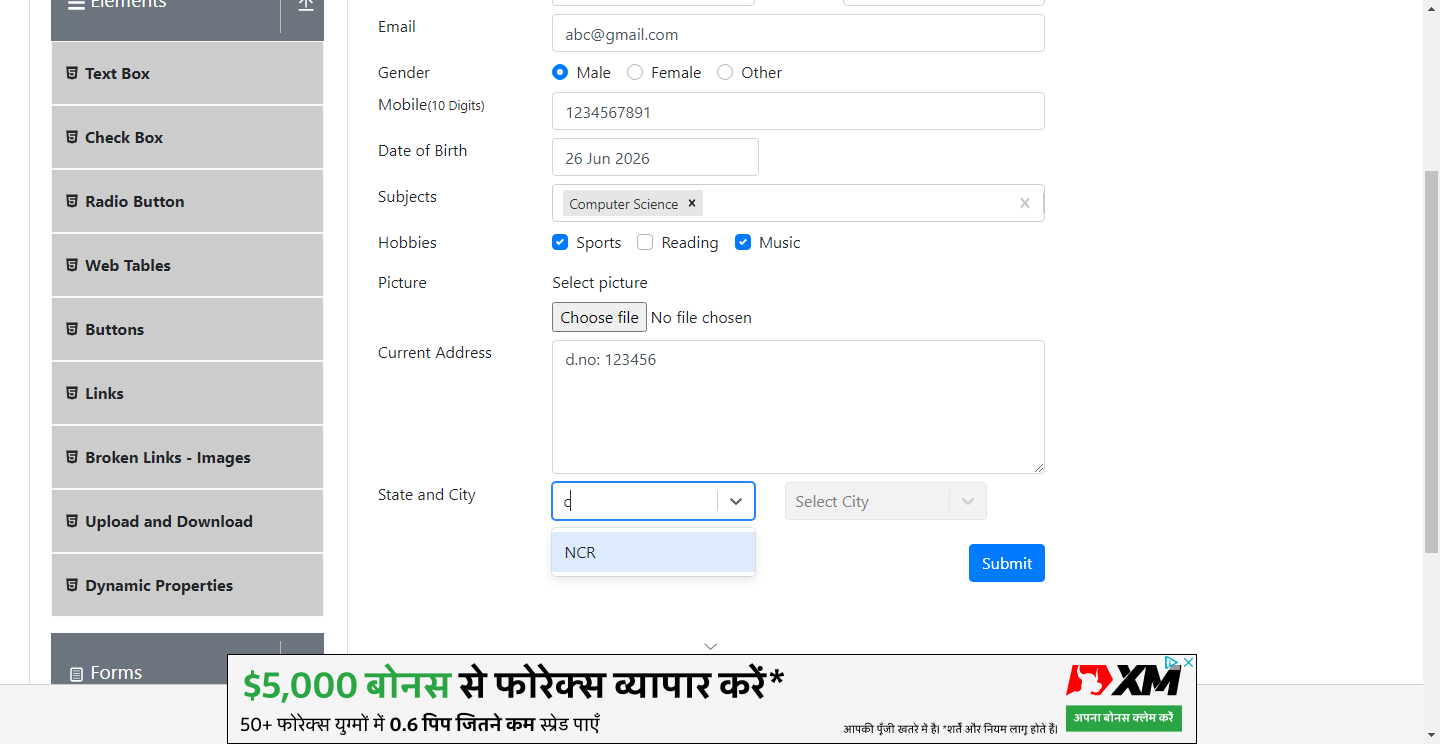 Elements
Text Box
Check Box
Radio Button
Web Tables
Buttons
Links
Broken Links - Images
Upload and Download
Dynamic Properties
Forms
Email
abc@gmail.com
Gender
Male Female Other
Mobile(10 Digits)
1234567891
Date of Birth
26 Jun 2026
Subjects
Computer Science
Hobbies
Sports Reading Music
Picture
Select picture
Choose file No file chosen
Current Address
d.no: 123456
State and City
c
Select City
NCR
Submit
$5,000 बोनस से फोरेक्स व्यापार करें*
50+ फोरेक्स युग्मों में 0.6 पिप जितने कम स्प्रेड पाएँ
आपकी पूँजी खतरे में है। *शर्तें और नियम लागू होते हैं।
XM
अपना बोनस क्लेम करें